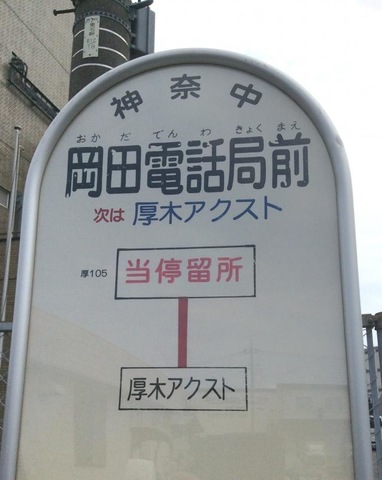 神奈中
おかだでんわきょくまえ
岡田電話局前
次は 厚木アクスト
厚105
当停留所
厚木アクスト